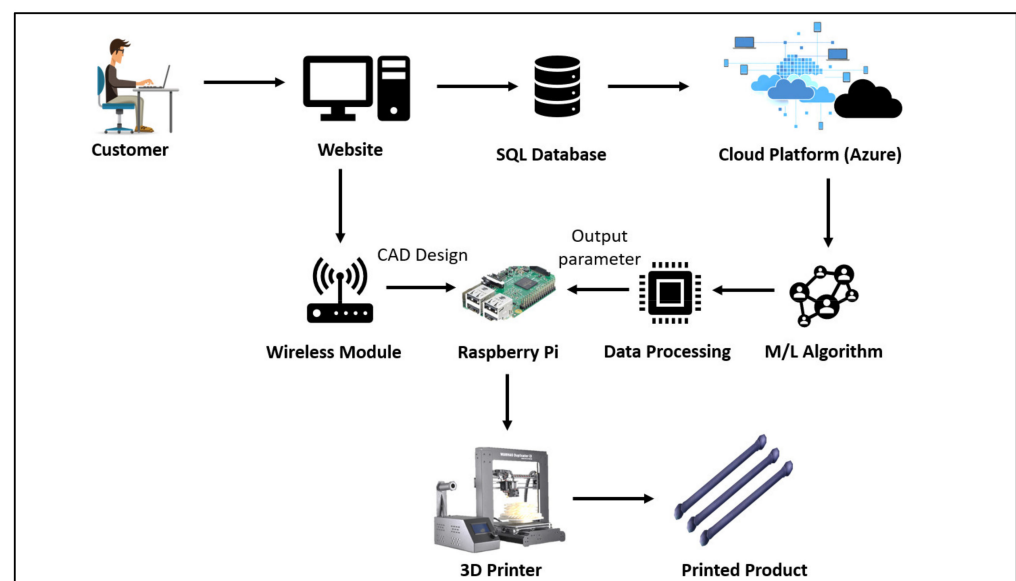 Customer
Website
SQL Database
Cloud Platform (Azure)
CAD Design
Output
parameter
Wireless Module
Raspberry Pi
Data Processing
M/L Algorithm
3D Printer
Printed Product